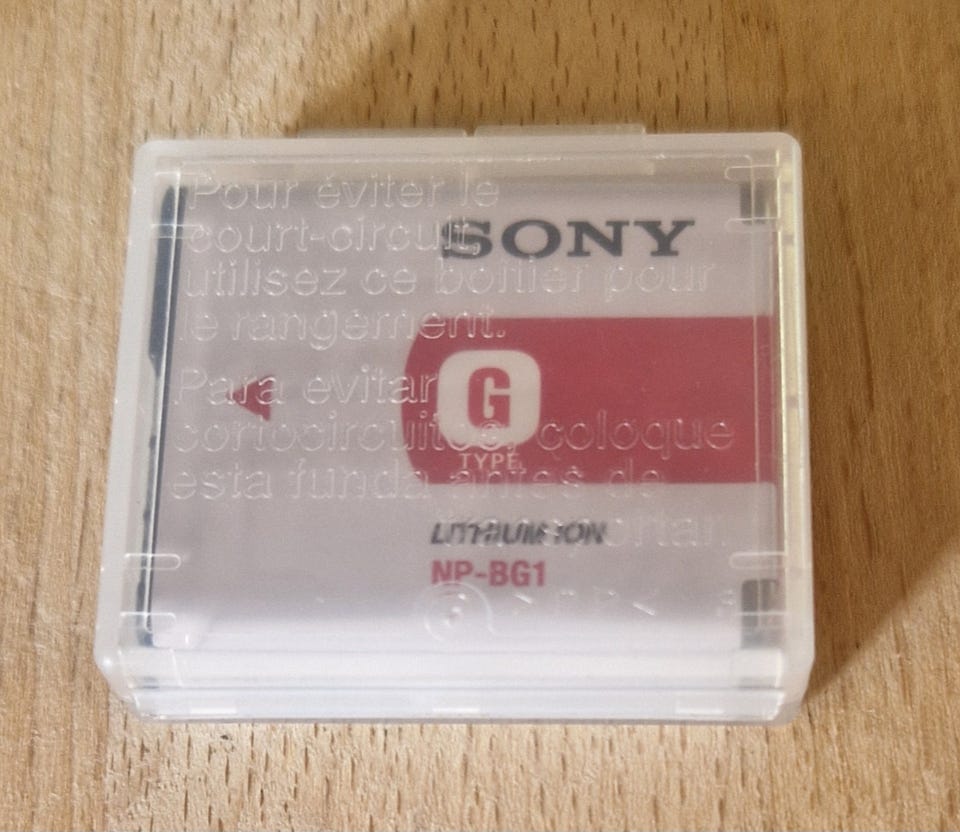 Pour éviter le
court-circuit,
utilisez ce boîtier pour
le rangement.
Para evitar
cortocircuitos, coloque
esta funda antes de
SONY
G
TYPE
LITHIUM ION
NP-BG1